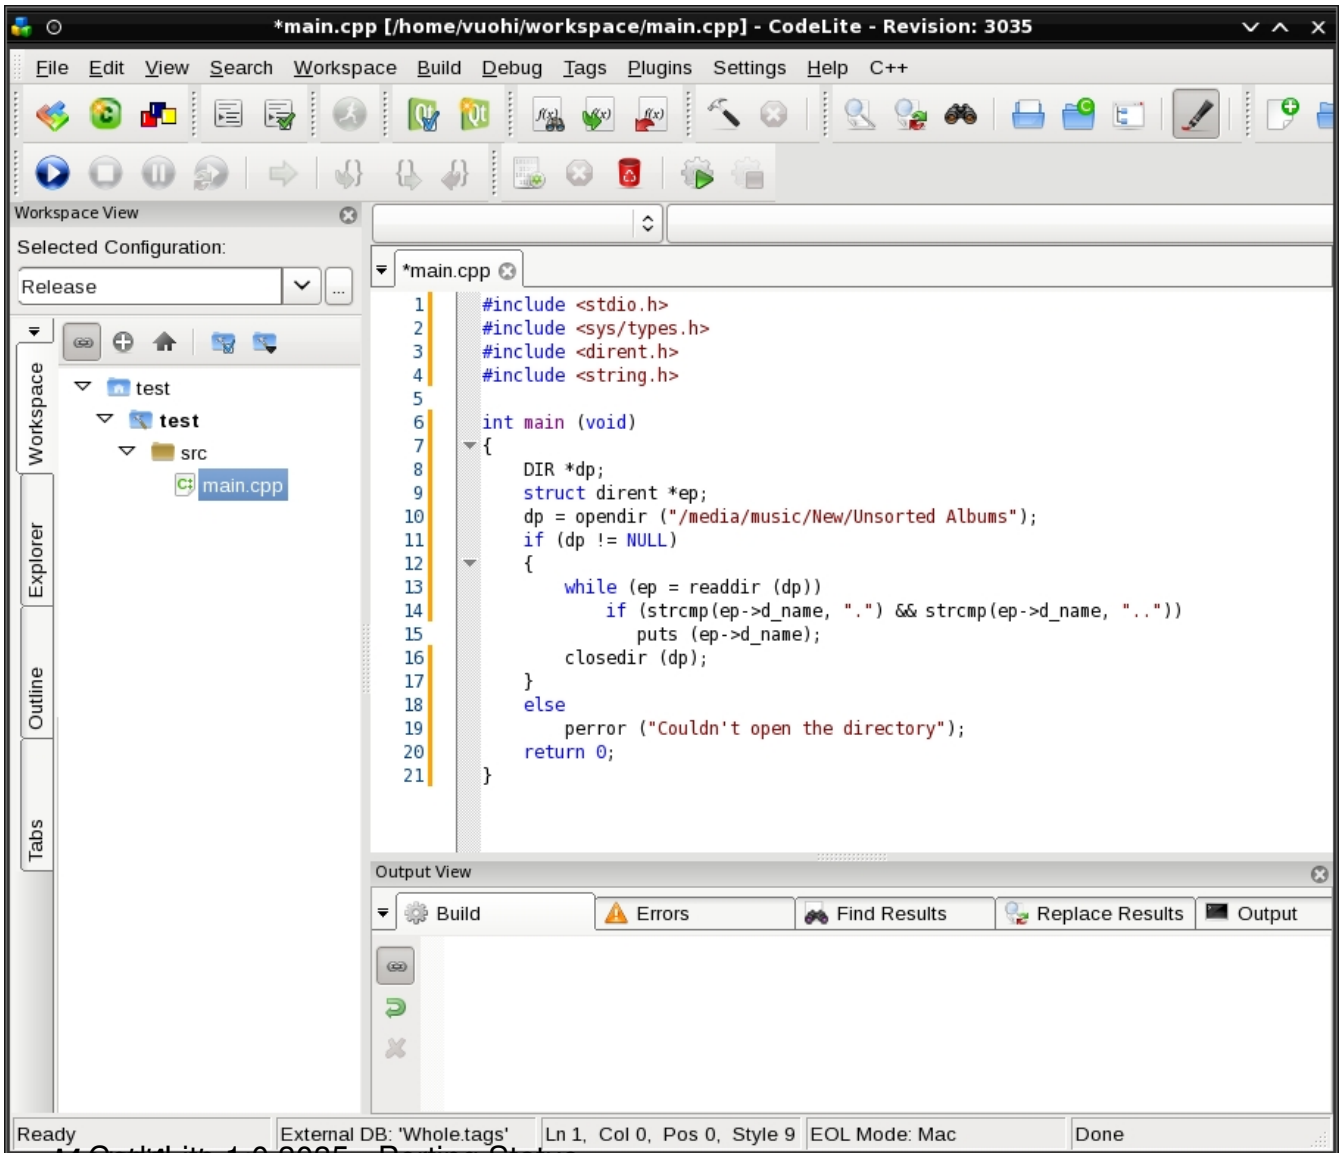 *main.cpp [/home/vuohi/workspace/main.cpp] - CodeLite - Revision: 3035
File Edit View Search Workspace Build Debug Tags Plugins Settings Help C++
Workspace View
Selected Configuration:
Release
...
Workspace
Explorer
Outline
Tabs
test
test
src
main.cpp
*main.cpp
1 #include <stdio.h>
2 #include <sys/types.h>
3 #include <dirent.h>
4 #include <string.h>
5
6 int main (void)
7 {
8 DIR *dp;
9 struct dirent *ep;
10 dp = opendir ("/media/music/New/Unsorted Albums");
11 if (dp != NULL)
12 {
13 while (ep = readdir (dp))
14 if (strcmp(ep->d_name, ".") && strcmp(ep->d_name, ".."))
15 puts (ep->d_name);
16 closedir (dp);
17 }
18 else
19 perror ("Couldn't open the directory");
20 return 0;
21 }
Output View
Build Errors Find Results Replace Results Output
Ready External DB: 'Whole.tags' Ln 1, Col 0, Pos 0, Style 9 EOL Mode: Mac Done